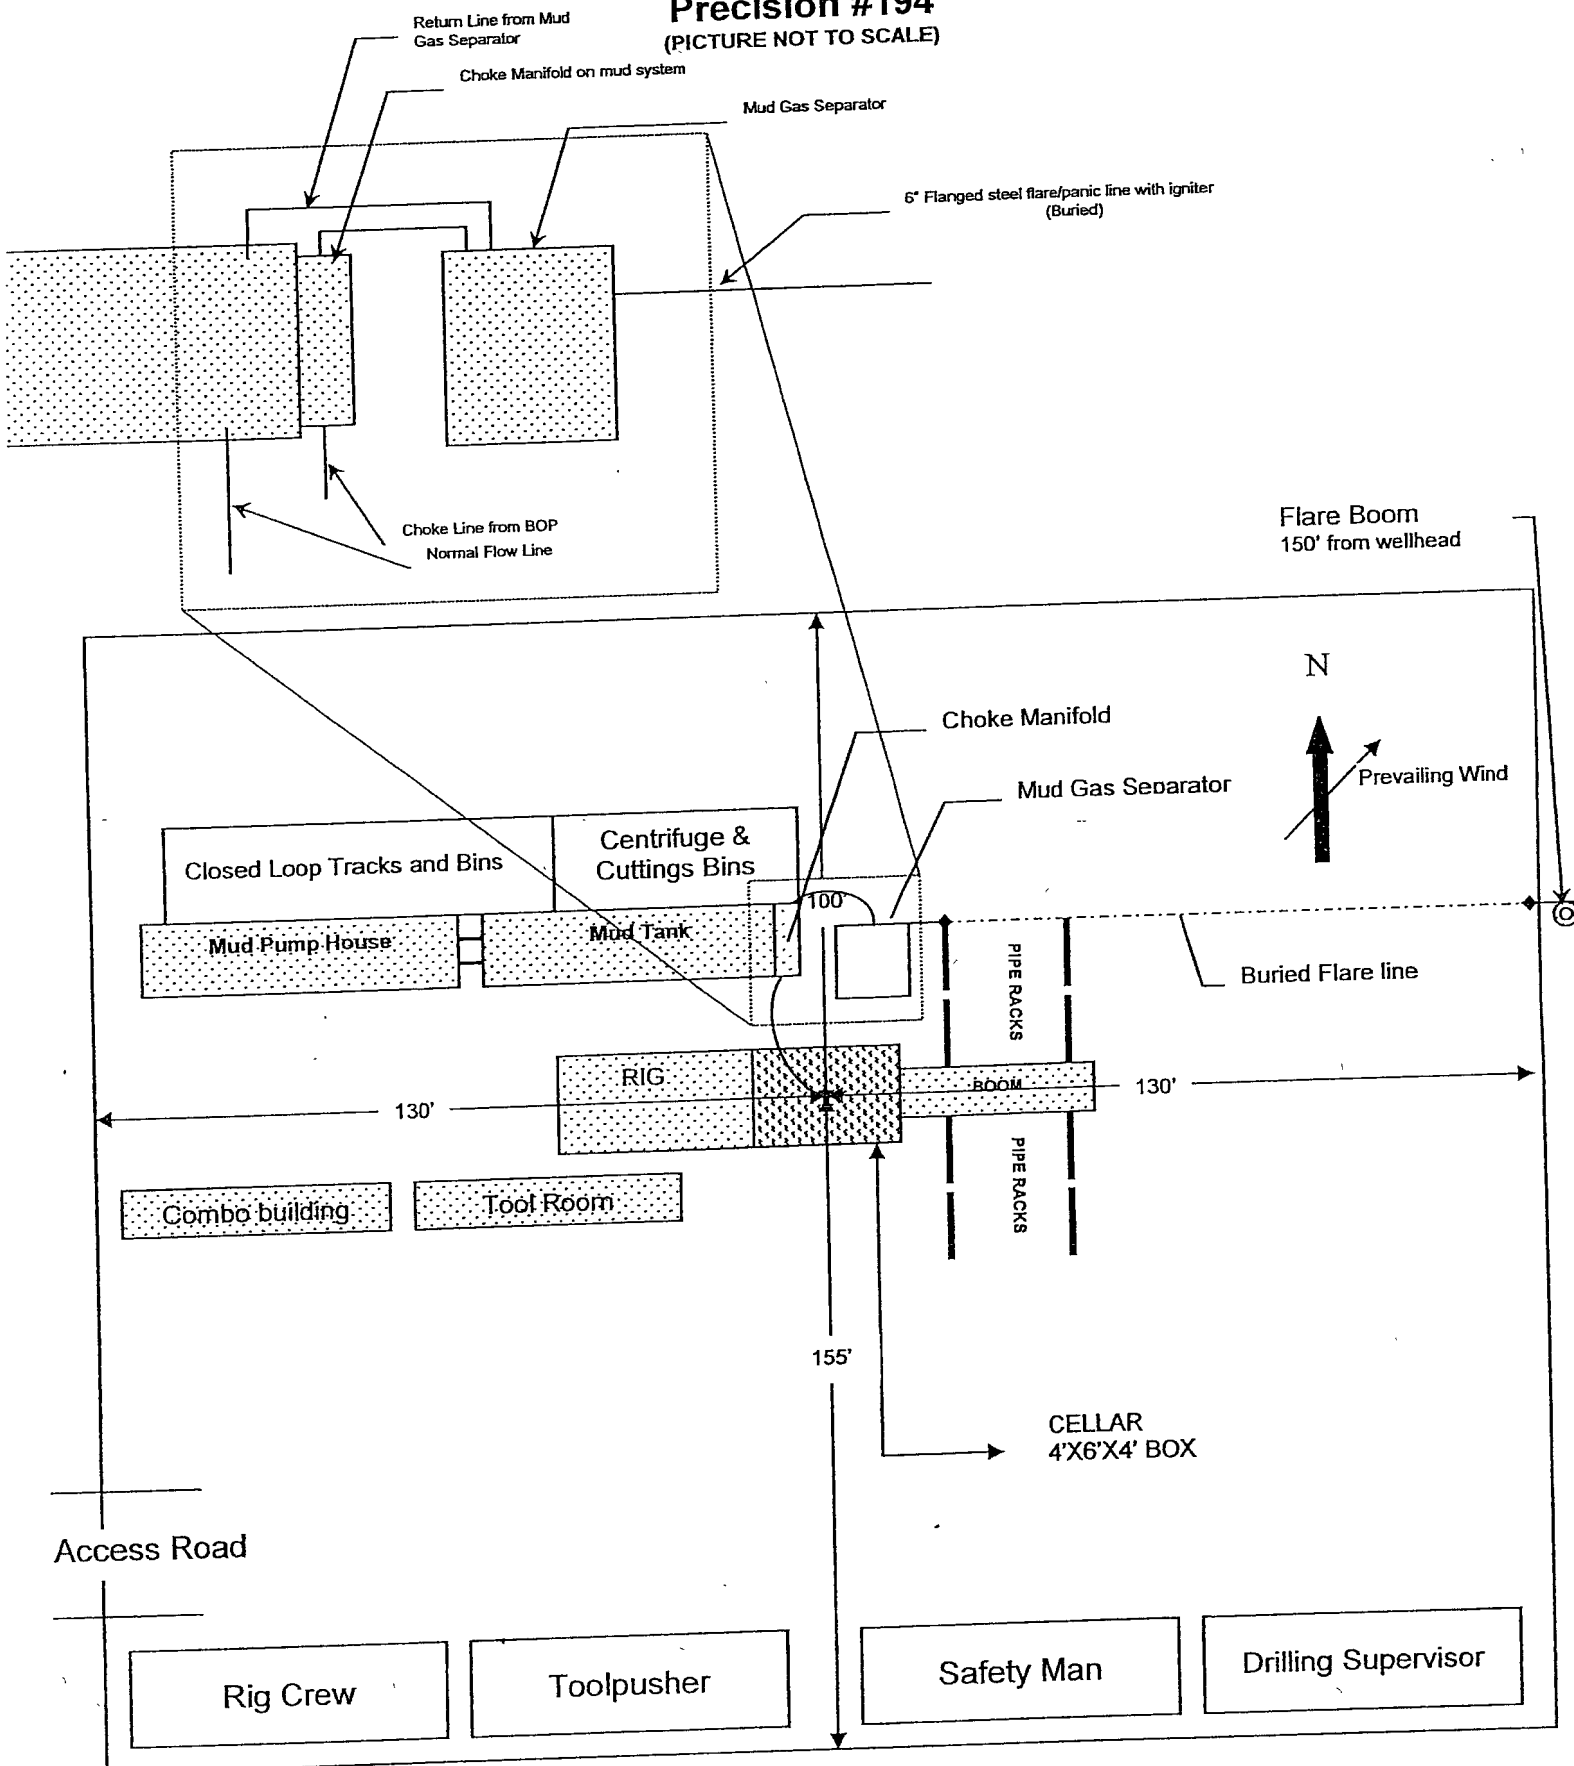 Precision #194
(PICTURE NOT TO SCALE)
Return Line from Mud
Gas Separator
Choke Manifold on mud system
Mud Gas Separator
6" Flanged steel flare/panic line with igniter
(Buried)
Choke Line from BOP
Normal Flow Line
Flare Boom
150' from wellhead
N
Prevailing Wind
Choke Manifold
Mud Gas Separator
Closed Loop Tracks and Bins
Centrifuge &
Cuttings Bins
100'
Mud Pump House
Mud Tank
PIPE RACKS
Buried Flare line
RIG
BOOM
130'
130'
PIPE RACKS
Combo building
Tool Room
155'
CELLAR
4'X6'X4' BOX
Access Road
Rig Crew
Toolpusher
Safety Man
Drilling Supervisor